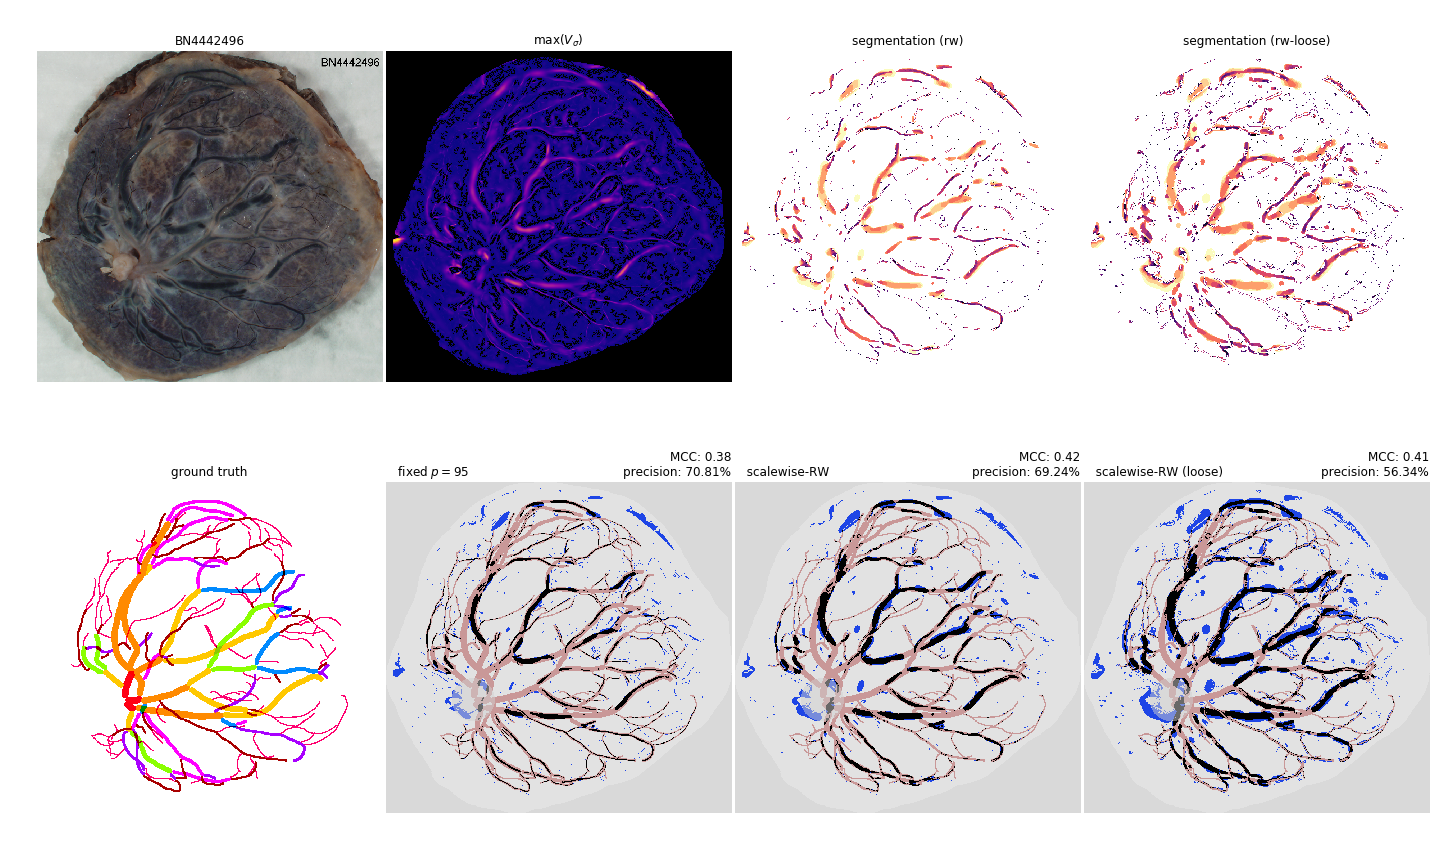 BN4442496
max(V_σ)
segmentation (rw)
segmentation (rw-loose)
BN4442496
ground truth
fixed p = 95
MCC: 0.38
precision: 70.81%
scalewise-RW
MCC: 0.42
precision: 69.24%
scalewise-RW (loose)
MCC: 0.41
precision: 56.34%